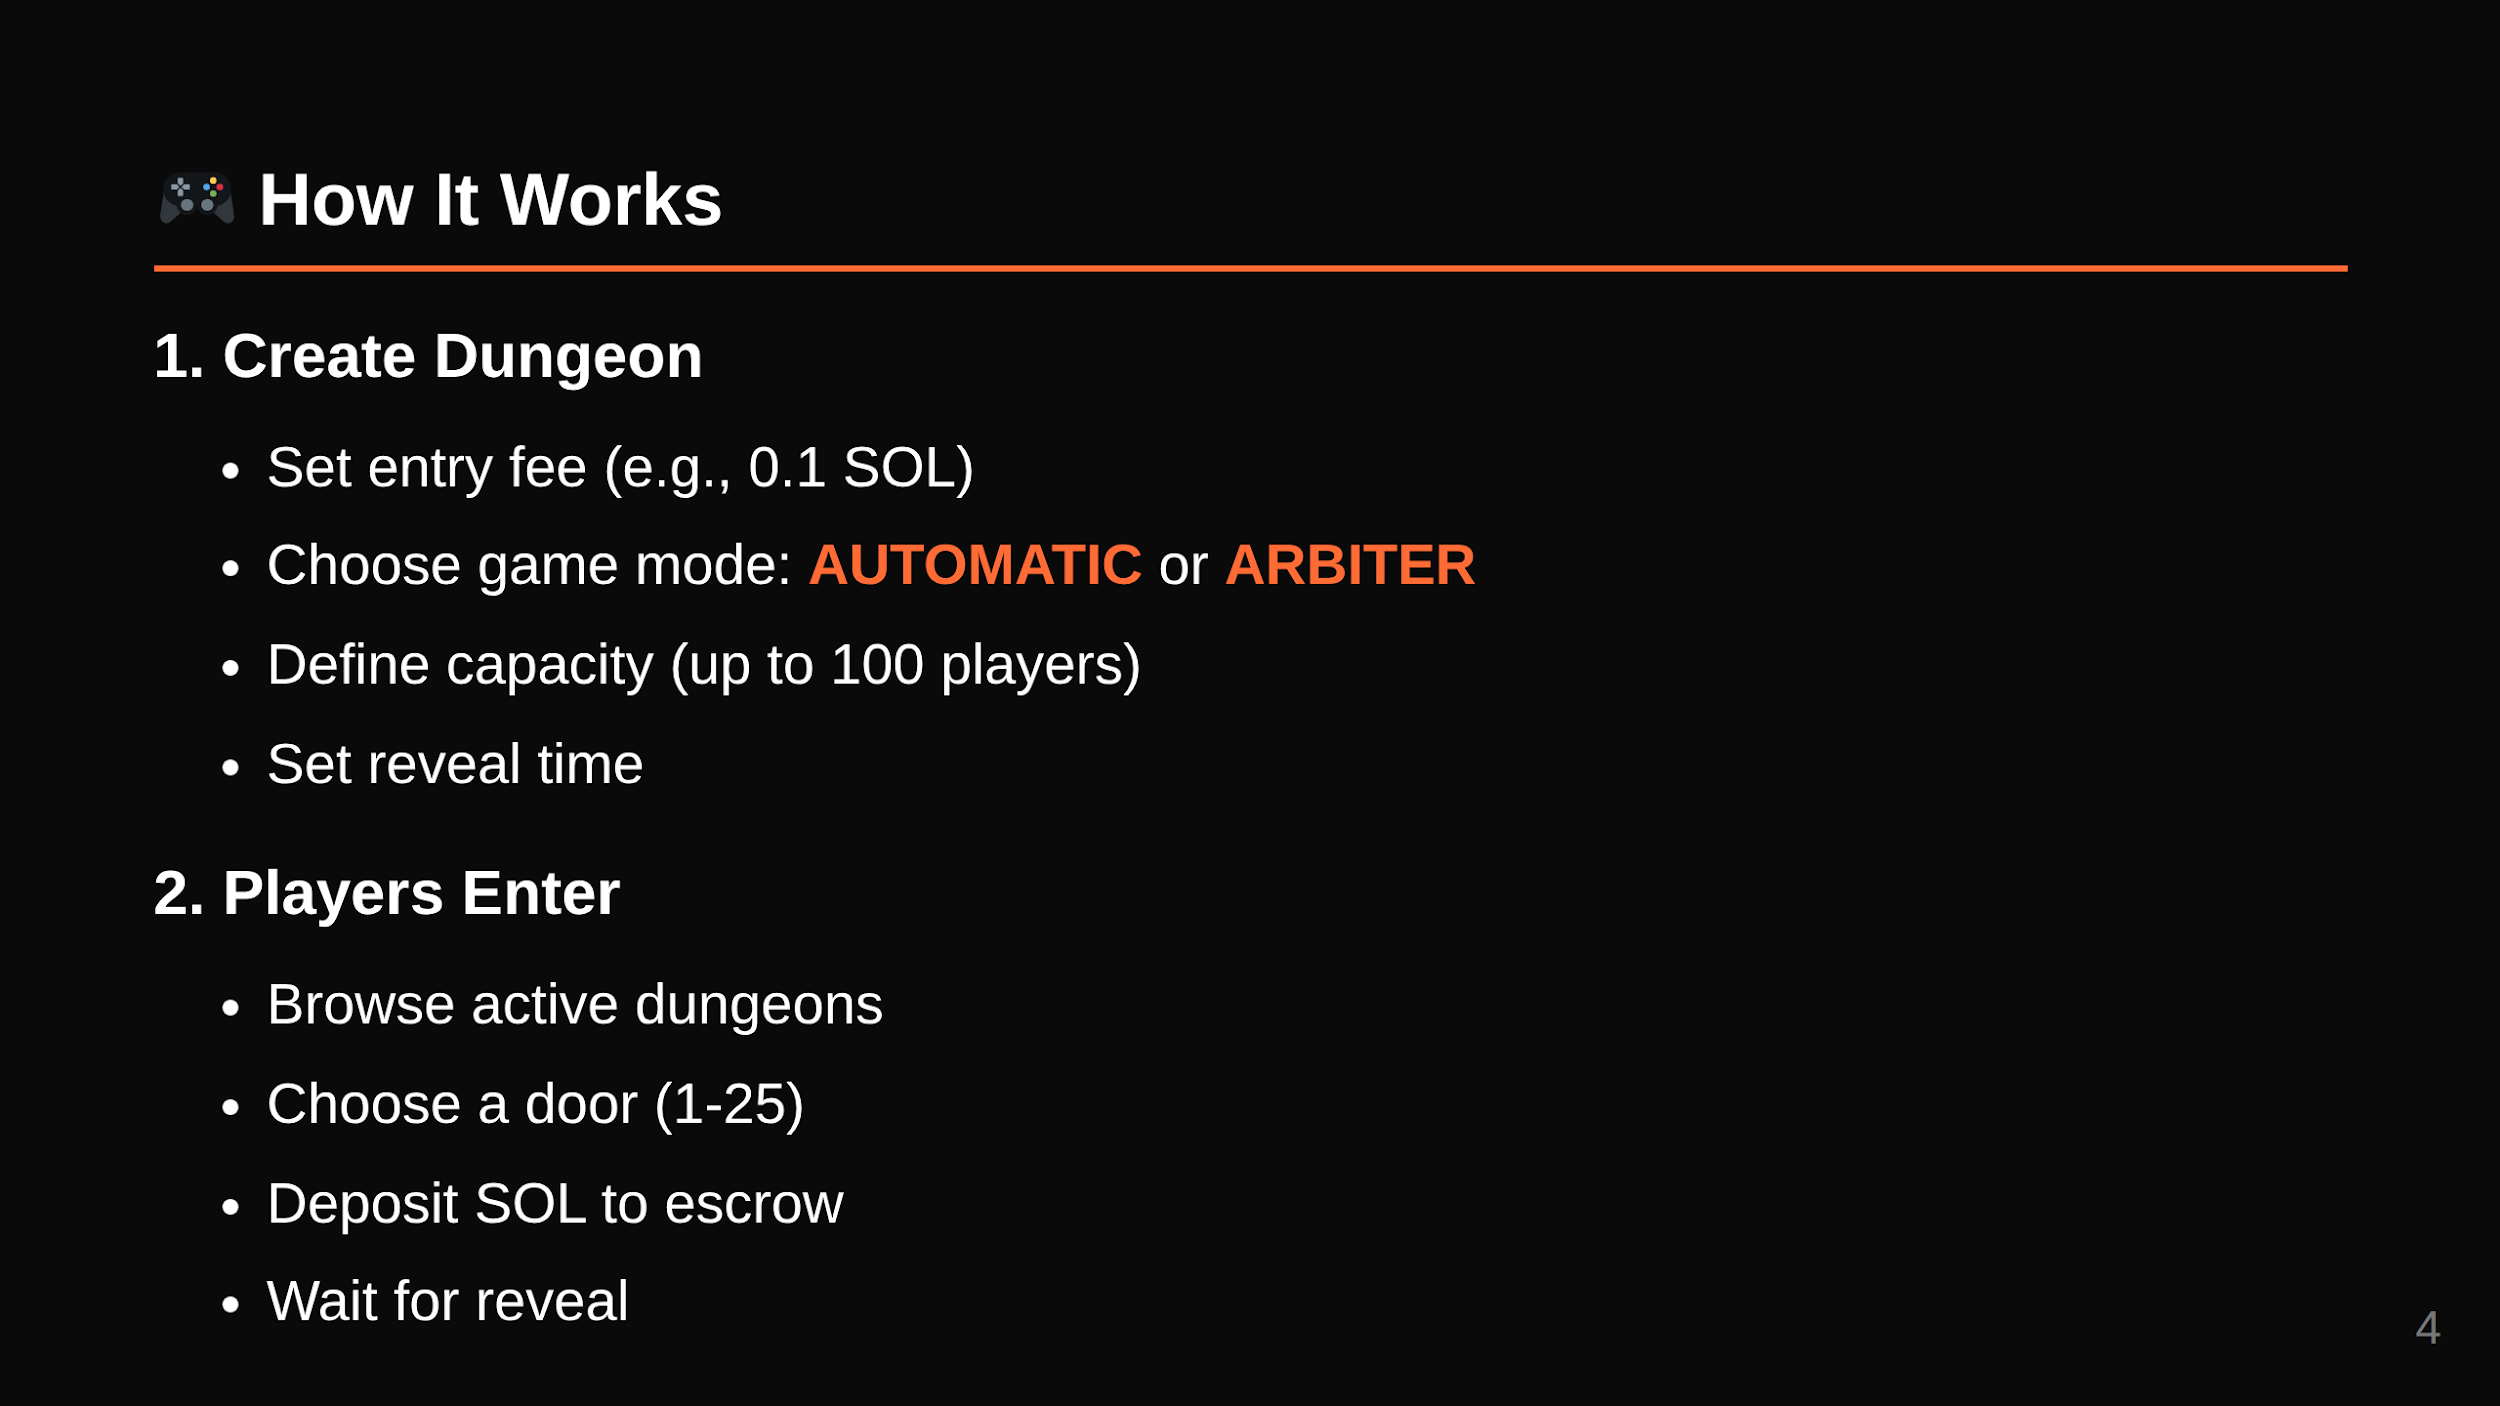 🎮 How It Works
1. Create Dungeon
• Set entry fee (e.g., 0.1 SOL)
• Choose game mode: AUTOMATIC or ARBITER
• Define capacity (up to 100 players)
• Set reveal time
2. Players Enter
• Browse active dungeons
• Choose a door (1-25)
• Deposit SOL to escrow
• Wait for reveal
4